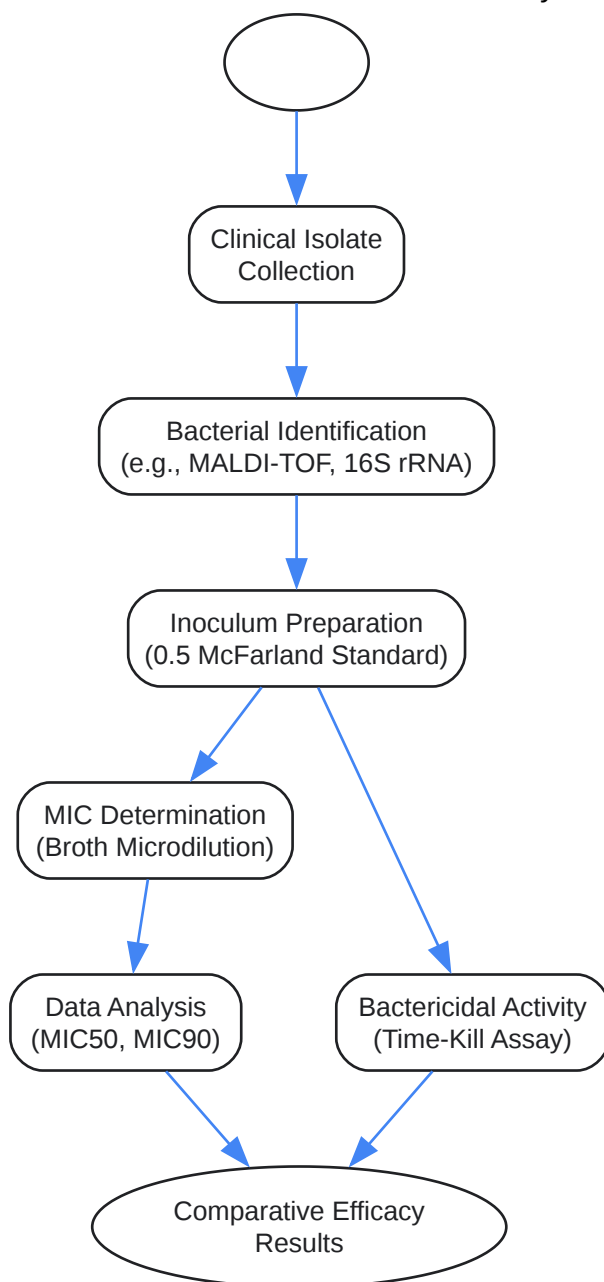 Clinical Isolate
Collection
Bacterial Identification
(e.g., MALDI-TOF, 16S rRNA)
Inoculum Preparation
(0.5 McFarland Standard)
MIC Determination
(Broth Microdilution)
Data Analysis
(MIC50, MIC90)
Bactericidal Activity
(Time-Kill Assay)
Comparative Efficacy
Results